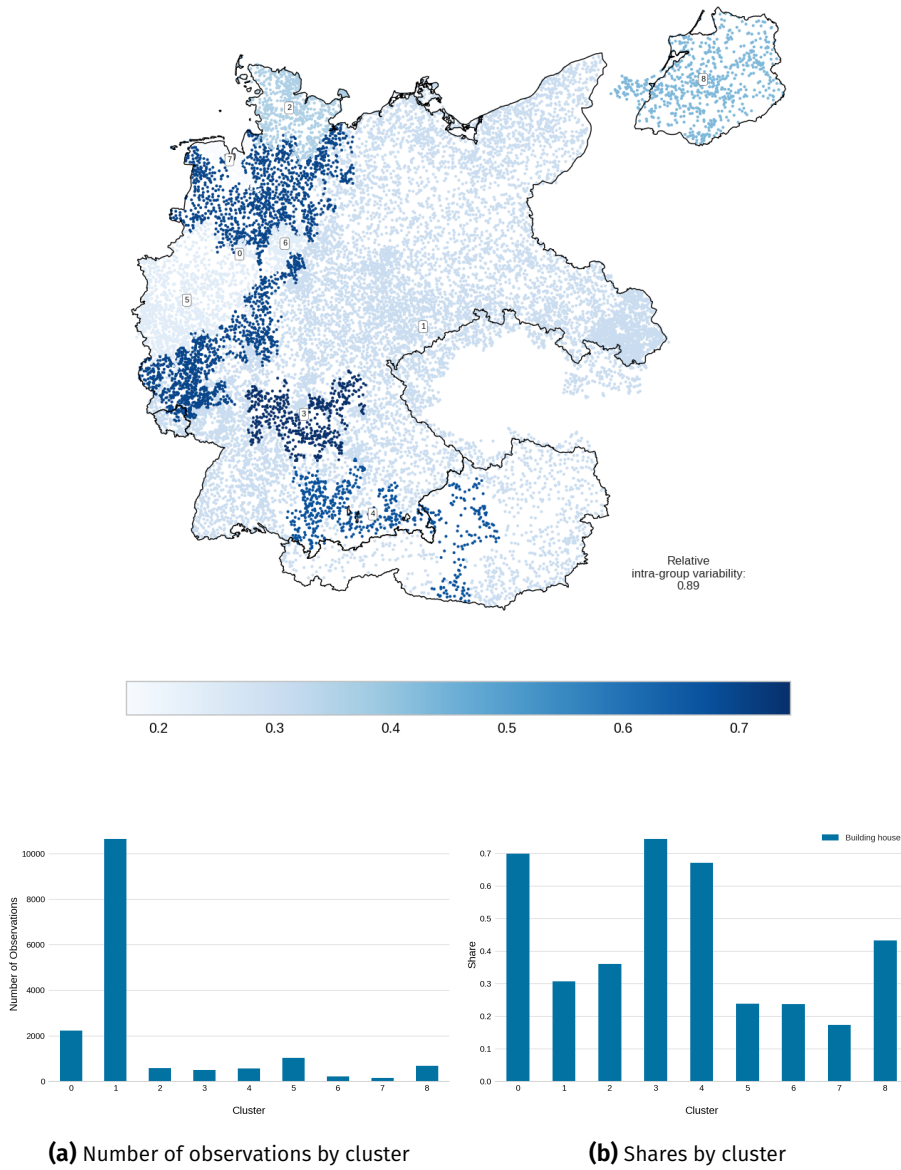 8
2
7
6
0
5
1
3
4
Relative
intra-group variability:
0.89
0.2 0.3 0.4 0.5 0.6 0.7
Number of Observations
10000
8000
6000
4000
2000
0
0 1 2 3 4 5 6 7 8
Cluster
Building house
Share
0.7
0.6
0.5
0.4
0.3
0.2
0.1
0.0
0 1 2 3 4 5 6 7 8
Cluster
(a) Number of observations by cluster
(b) Shares by cluster